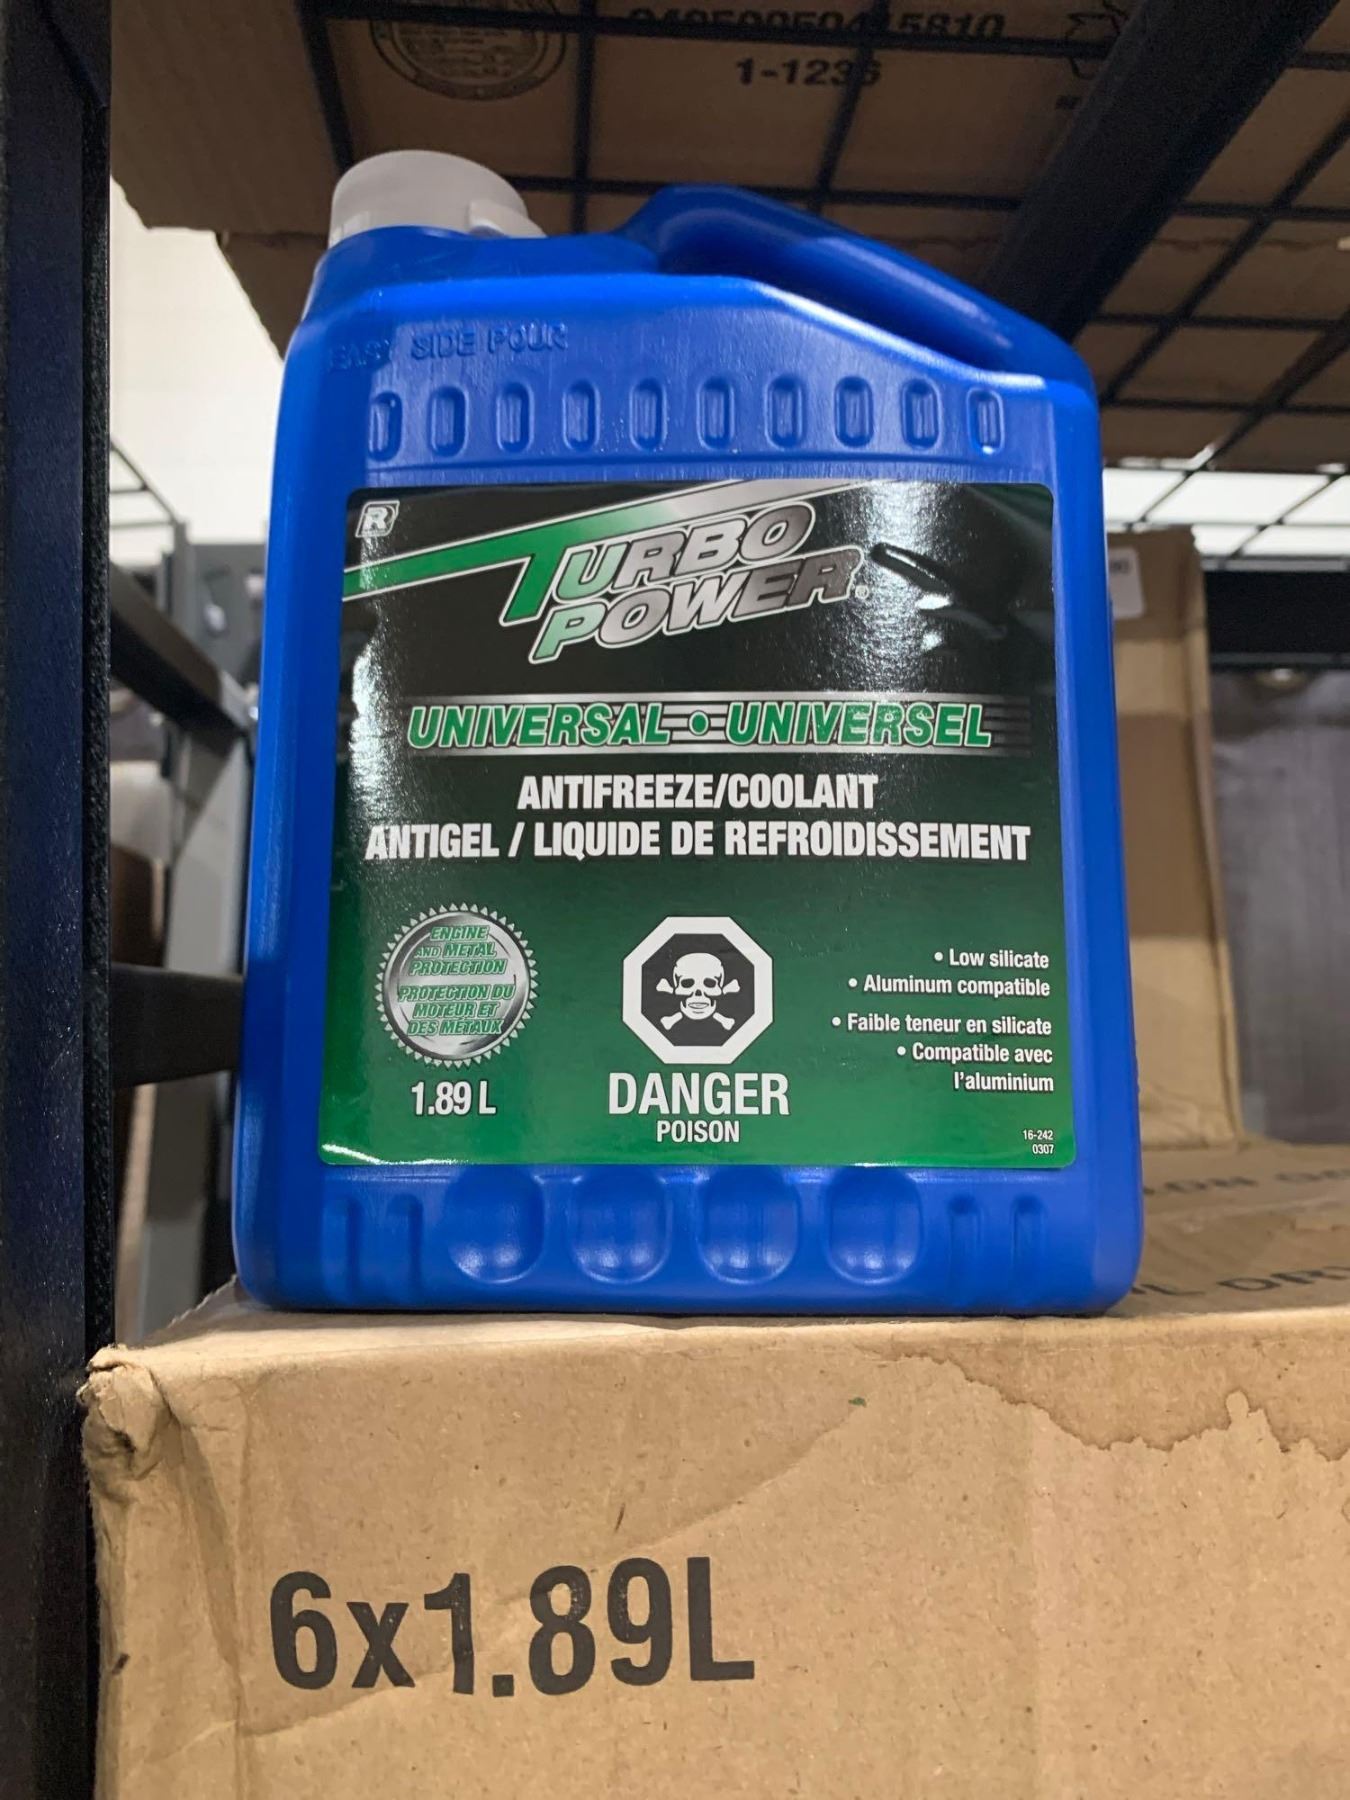 1-1236
EASY SIDE POUR
R
TURBO
POWER®
UNIVERSAL • UNIVERSEL
ANTIFREEZE/COOLANT
ANTIGEL / LIQUIDE DE REFROIDISSEMENT
ENGINE
AND METAL
PROTECTION
PROTECTION DU
MOTEUR ET
DES MÉTAUX
1.89 L
DANGER
POISON
• Low silicate
• Aluminum compatible
• Faible teneur en silicate
• Compatible avec
l'aluminium
16-242
0307
6x1.89L